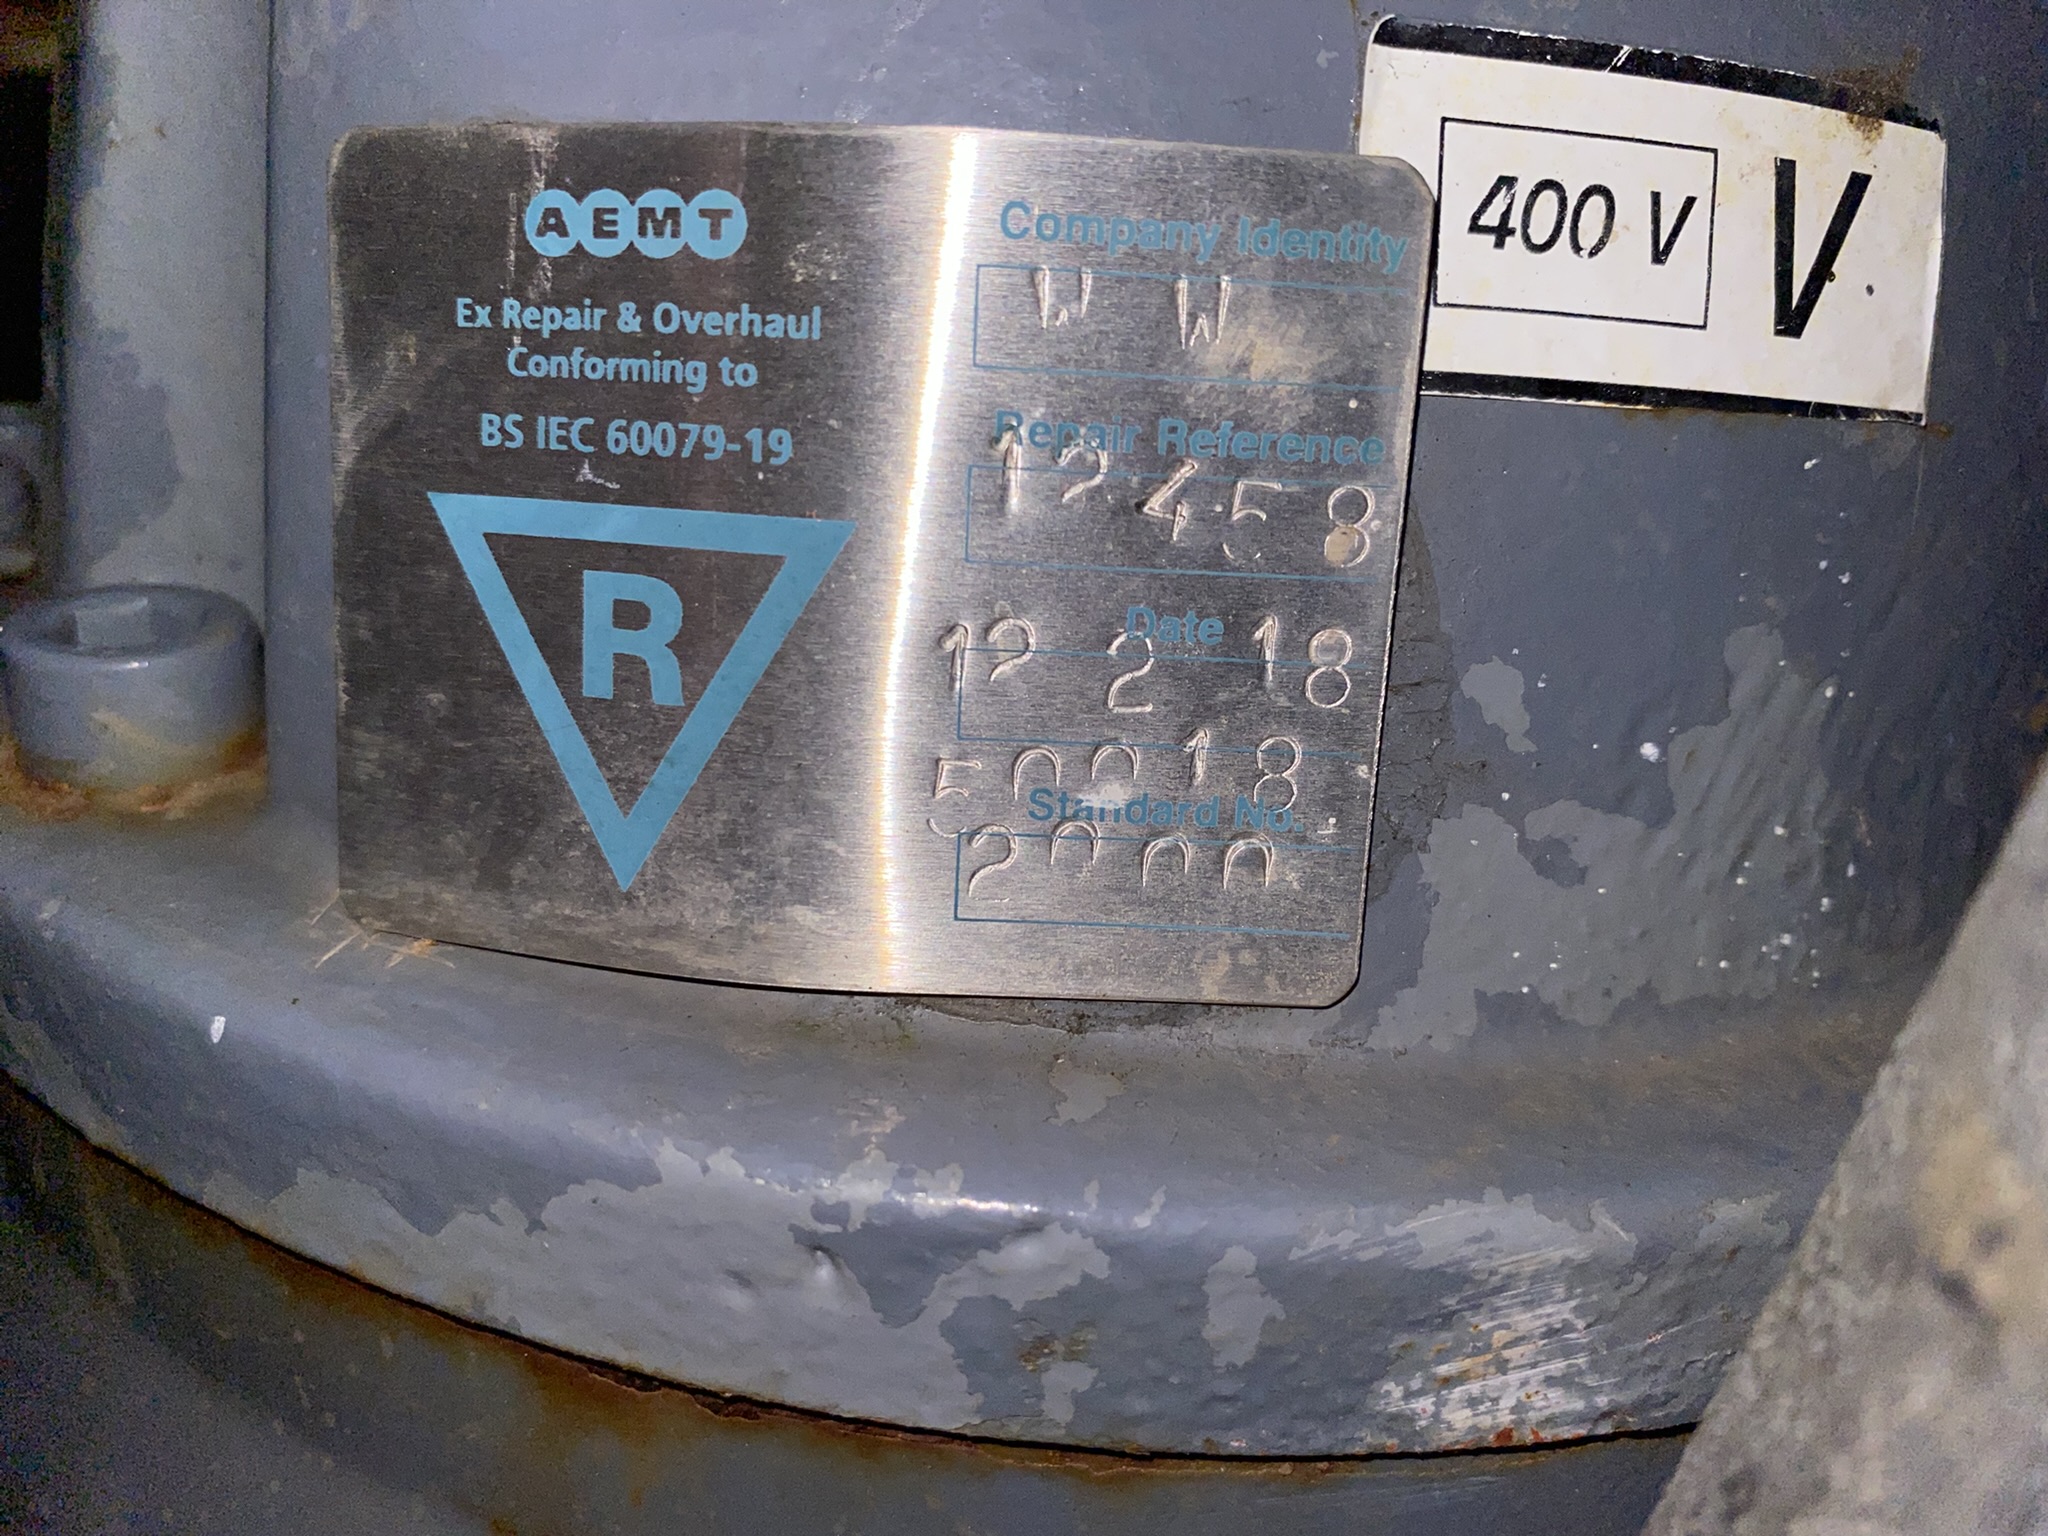 AEMT
Ex Repair & Overhaul
Conforming to
BS IEC 60079-19
R
Company Identity
W W
Repair Reference
12458
Date
12 2 18
50018
Standard No.
2000
400 V
V